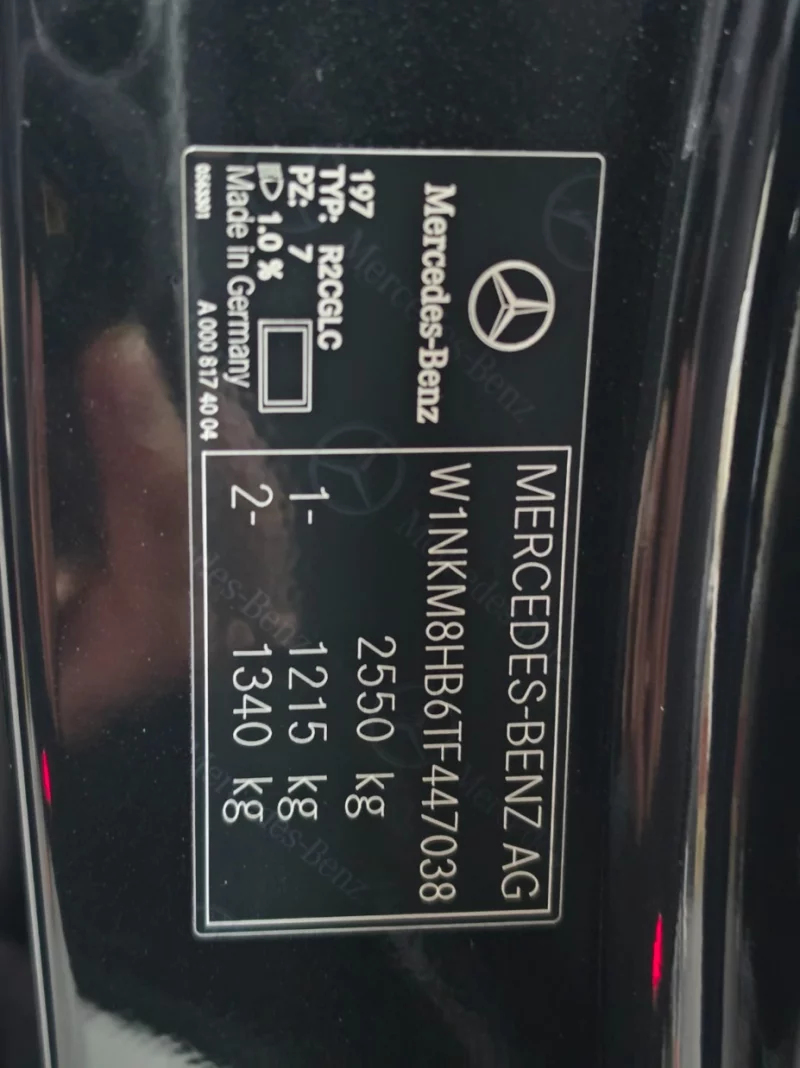 Mercedes-Benz
197
TYP: R2CGLC
PZ: 7
1.0 %
Made in Germany
0563301
A 000 817 40 04
MERCEDES-BENZ AG
W1NKM8HB6TF447038
2550 kg
1- 1215 kg
2- 1340 kg